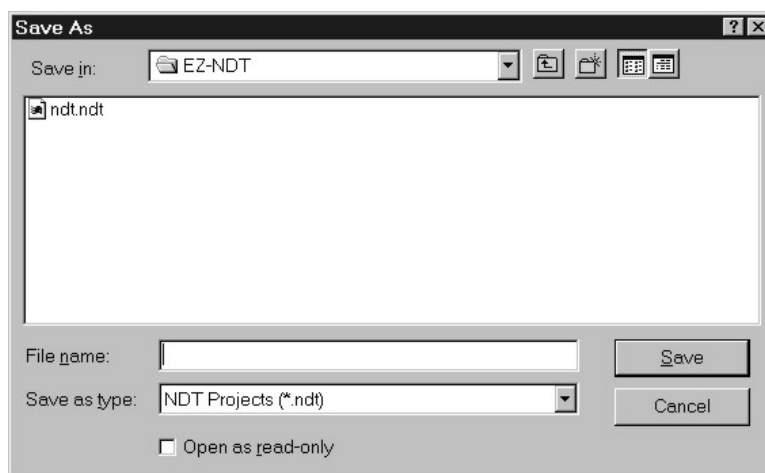 Save As
Save in: EZ-NDT
ndt.ndt
File name:
Save
Save as type: NDT Projects (*.ndt)
Cancel
Open as read-only